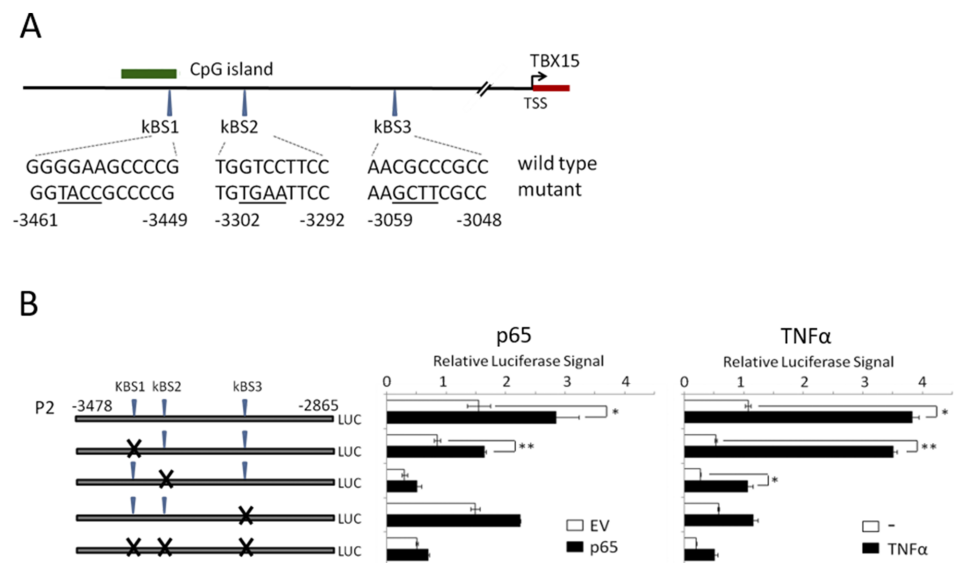 A
CpG island
TBX15
TSS
kBS1 kBS2 kBS3
GGGGAAGCCCCG TGGTCCTTCC AACGCCCGCC wild type
GGTACCGCCCCG TGTGAATTCC AAGCTTCGCC mutant
-3461 -3449 -3302 -3292 -3059 -3048
B
p65 TNFα
Relative Luciferase Signal Relative Luciferase Signal
0 1 2 3 4 0 1 2 3 4
KBS1 kBS2 kBS3
P2 -3478 -2865
LUC * *
X LUC ** **
X LUC *
X LUC
EV -
p65 TNFα
X X X LUC